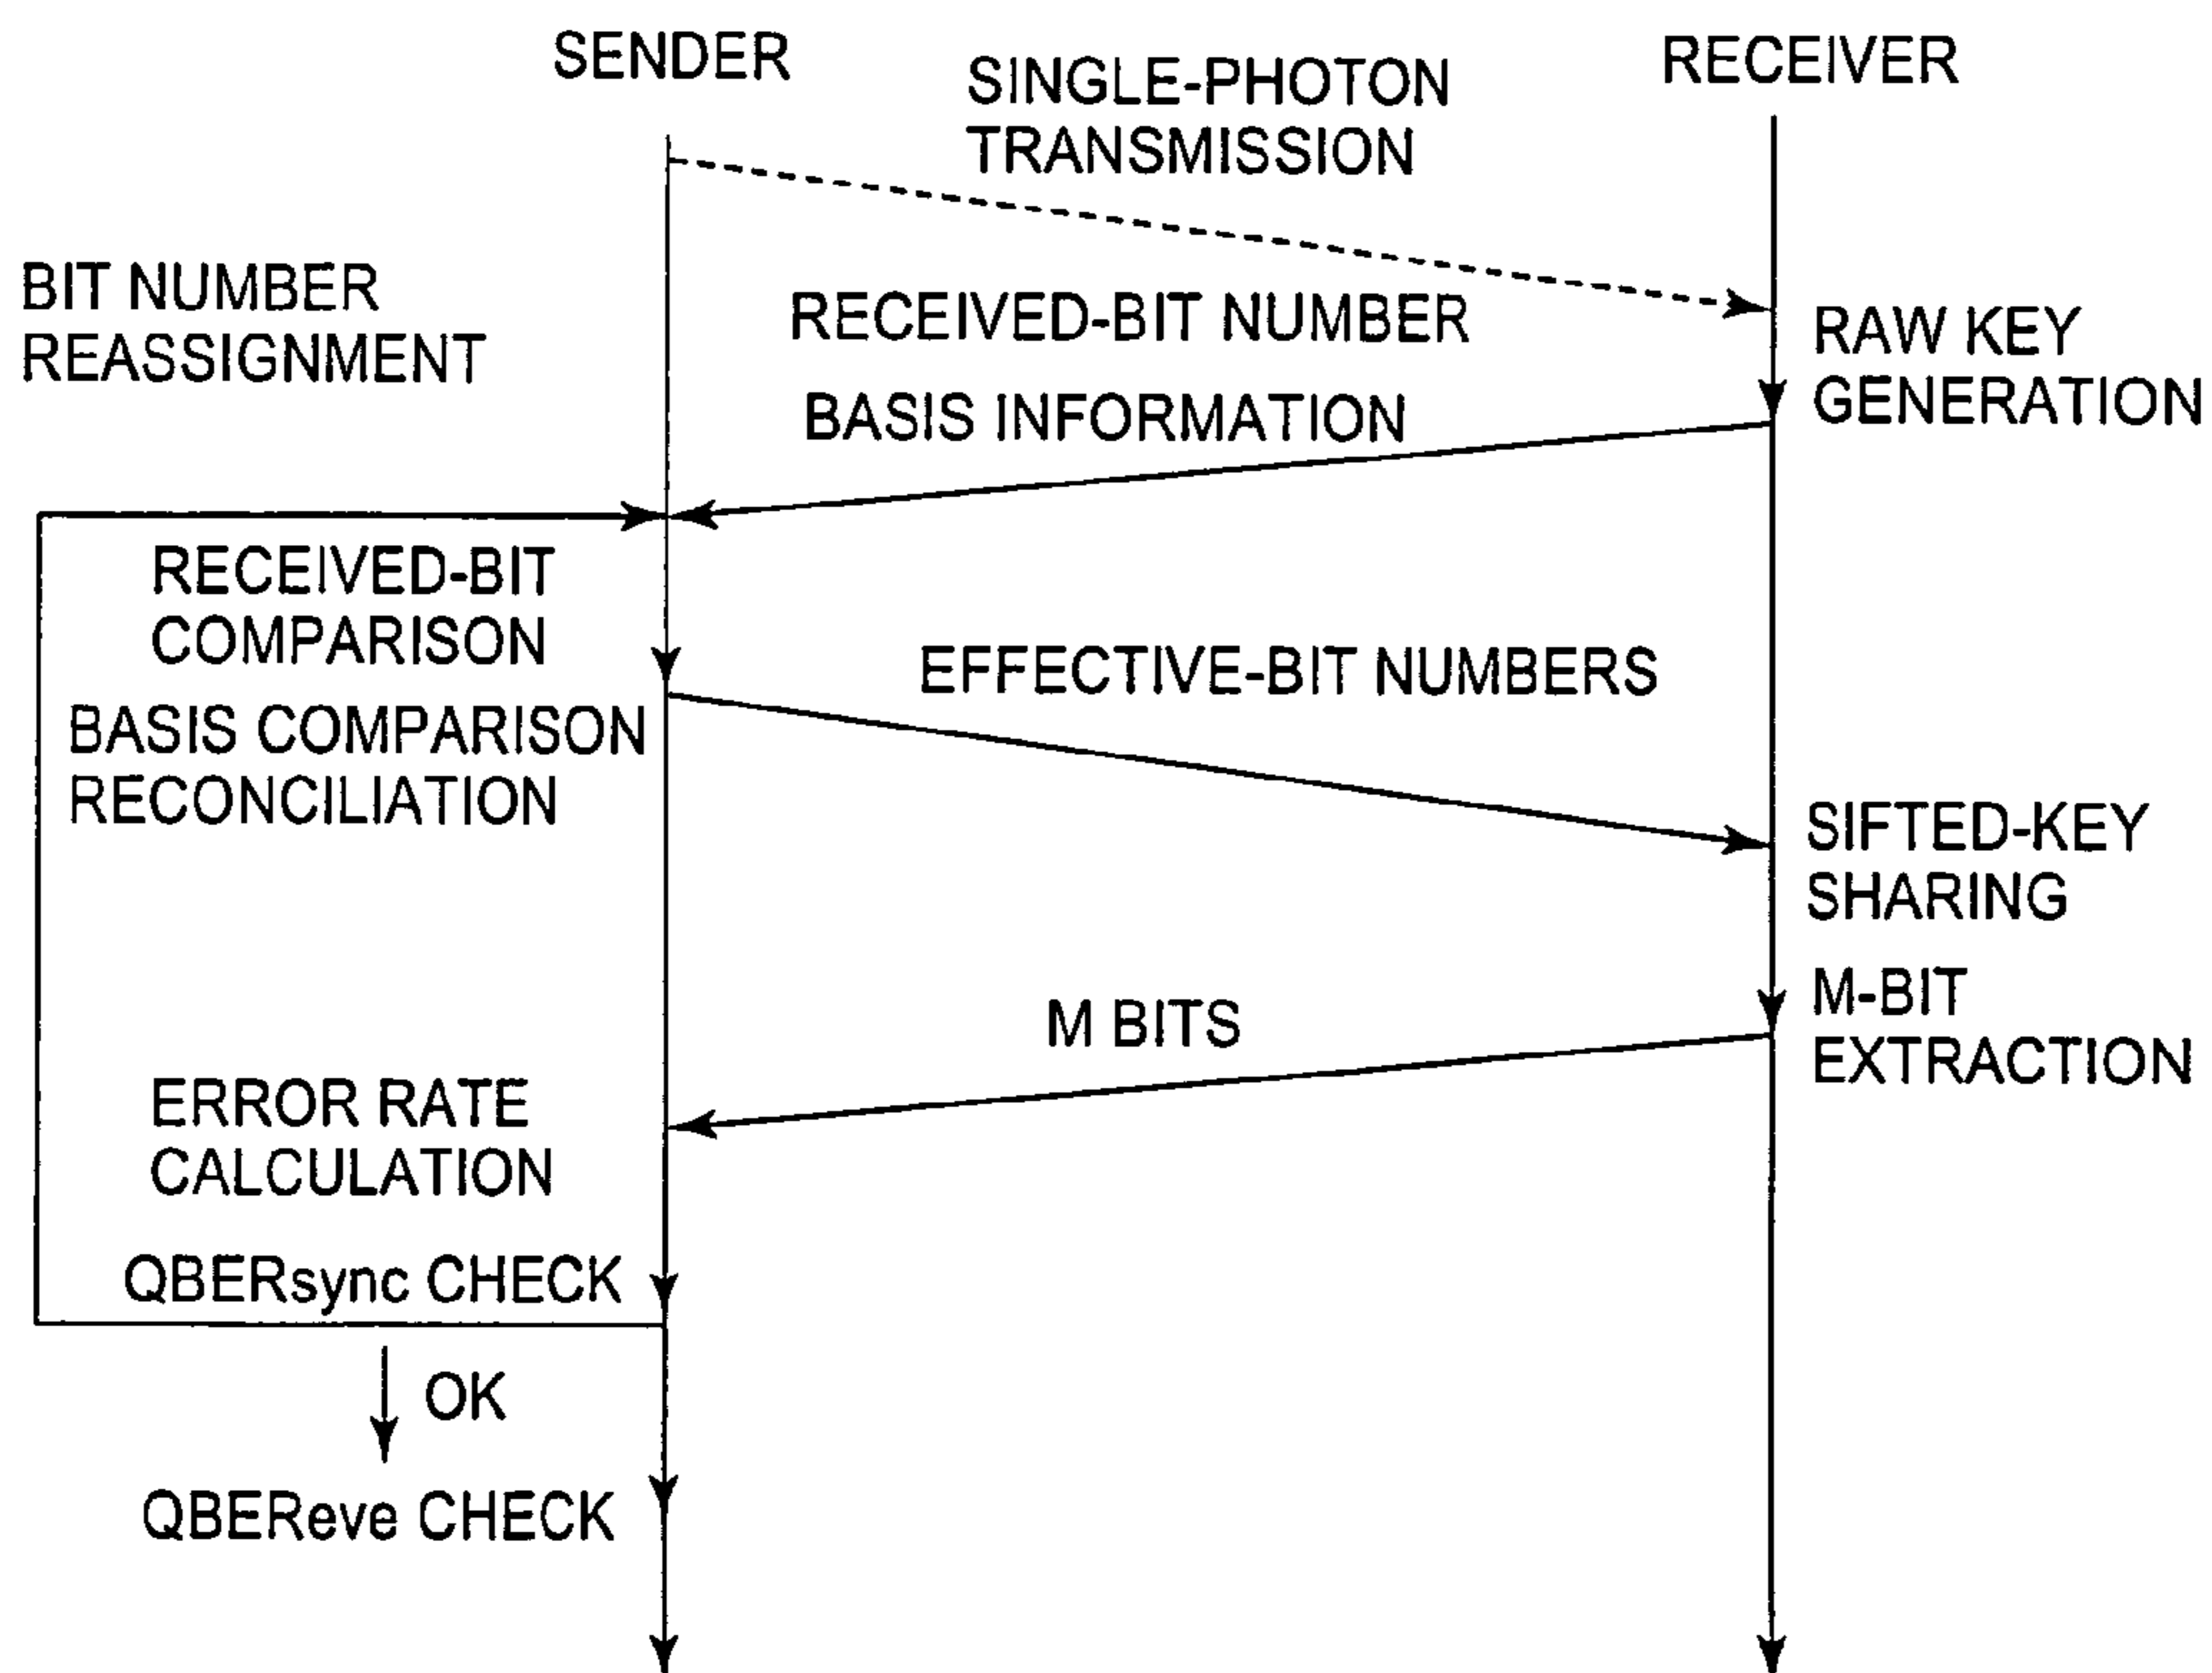 SENDER
SINGLE-PHOTON
TRANSMISSION
RECEIVER
BIT NUMBER
REASSIGNMENT
RECEIVED-BIT NUMBER
BASIS INFORMATION
RAW KEY
GENERATION
RECEIVED-BIT
COMPARISON
BASIS COMPARISON
RECONCILIATION
EFFECTIVE-BIT NUMBERS
SIFTED-KEY
SHARING
M BITS
M-BIT
EXTRACTION
ERROR RATE
CALCULATION
QBERsync CHECK
OK
QBEReve CHECK